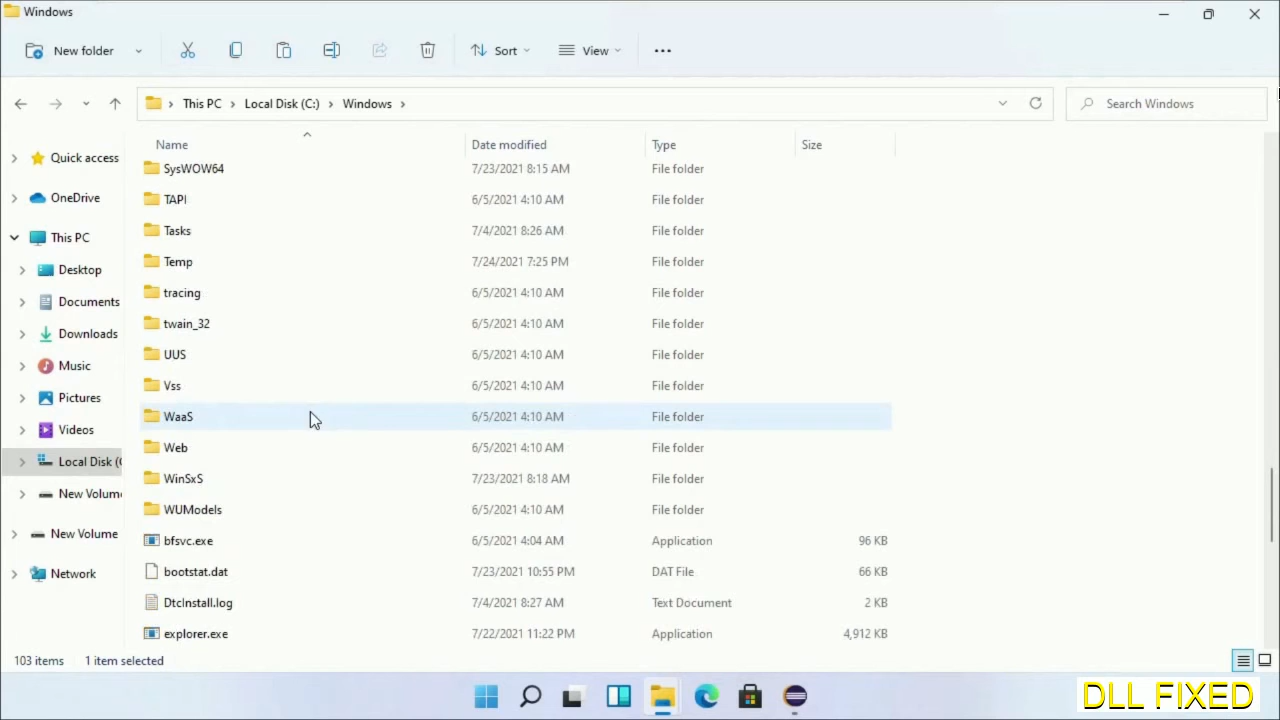 Windows
New folder
Sort
View
This PC
Local Disk (C:)
Windows
Search Windows
Name Date modified Type Size
SysWOW64 7/23/2021 8:15 AM File folder
TAPI 6/5/2021 4:10 AM File folder
Tasks 7/4/2021 8:26 AM File folder
Temp 7/24/2021 7:25 PM File folder
tracing 6/5/2021 4:10 AM File folder
twain_32 6/5/2021 4:10 AM File folder
UUS 6/5/2021 4:10 AM File folder
Vss 6/5/2021 4:10 AM File folder
WaaS 6/5/2021 4:10 AM File folder
Web 6/5/2021 4:10 AM File folder
WinSxS 7/23/2021 8:18 AM File folder
WUModels 6/5/2021 4:10 AM File folder
bfsvc.exe 6/5/2021 4:04 AM Application 96 KB
bootstat.dat 7/23/2021 10:55 PM DAT File 66 KB
DtcInstall.log 7/4/2021 8:27 AM Text Document 2 KB
explorer.exe 7/22/2021 11:22 PM Application 4,912 KB
Quick access
OneDrive
This PC
Desktop
Documents
Downloads
Music
Pictures
Videos
Local Disk (
New Volum
New Volume
Network
103 items 1 item selected
DLL FIXED